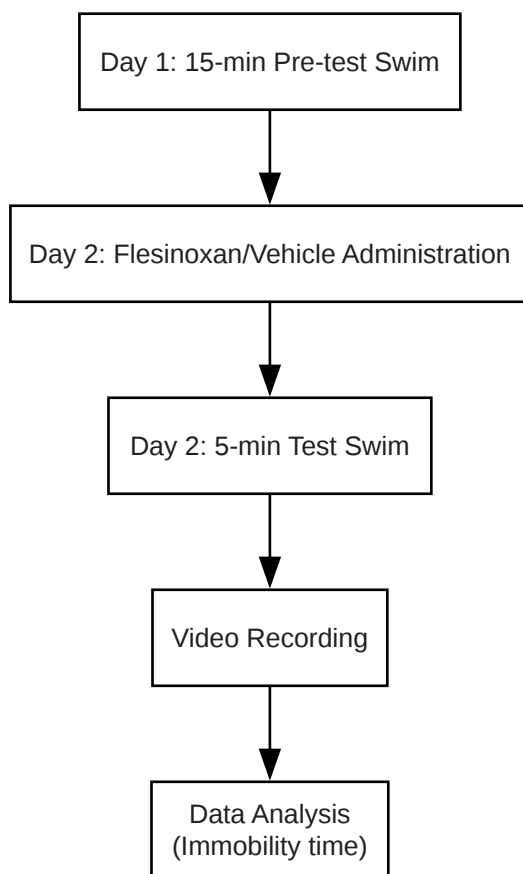 Day 1: 15-min Pre-test Swim
Day 2: Flesinoxan/Vehicle Administration
Day 2: 5-min Test Swim
Video Recording
Data Analysis
(Immobility time)